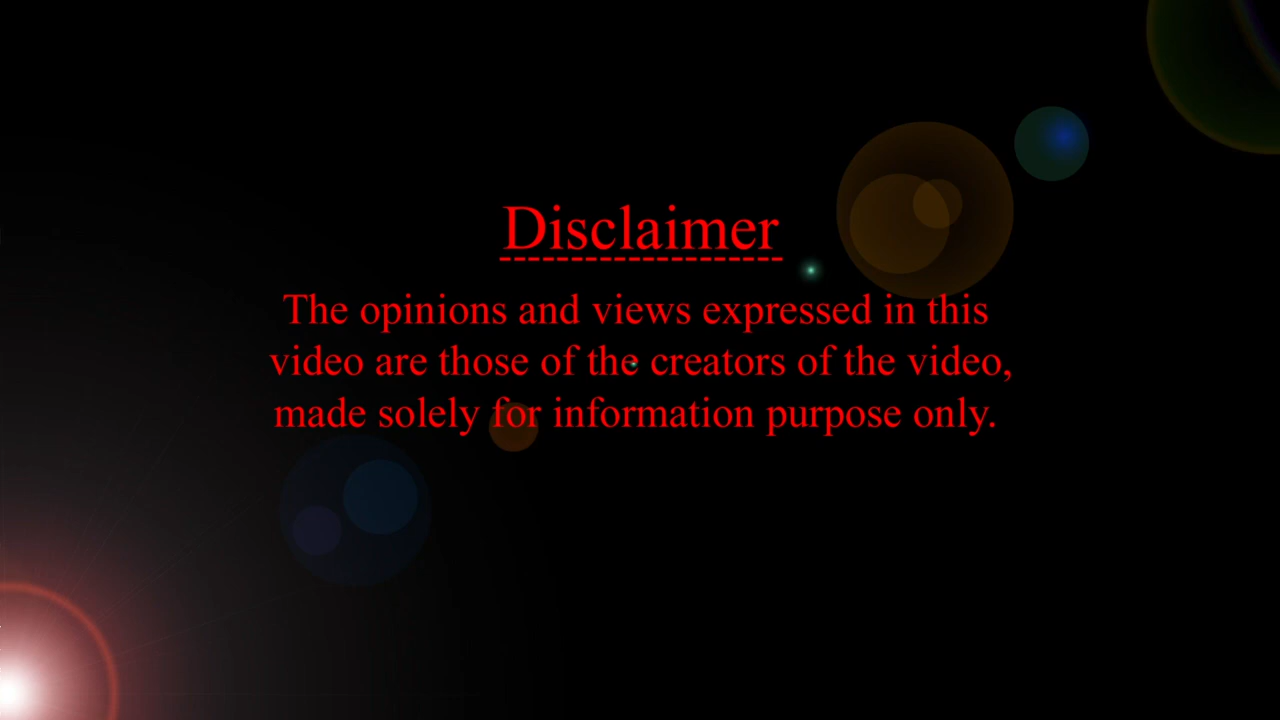 Disclaimer
The opinions and views expressed in this
video are those of the creators of the video,
made solely for information purpose only.